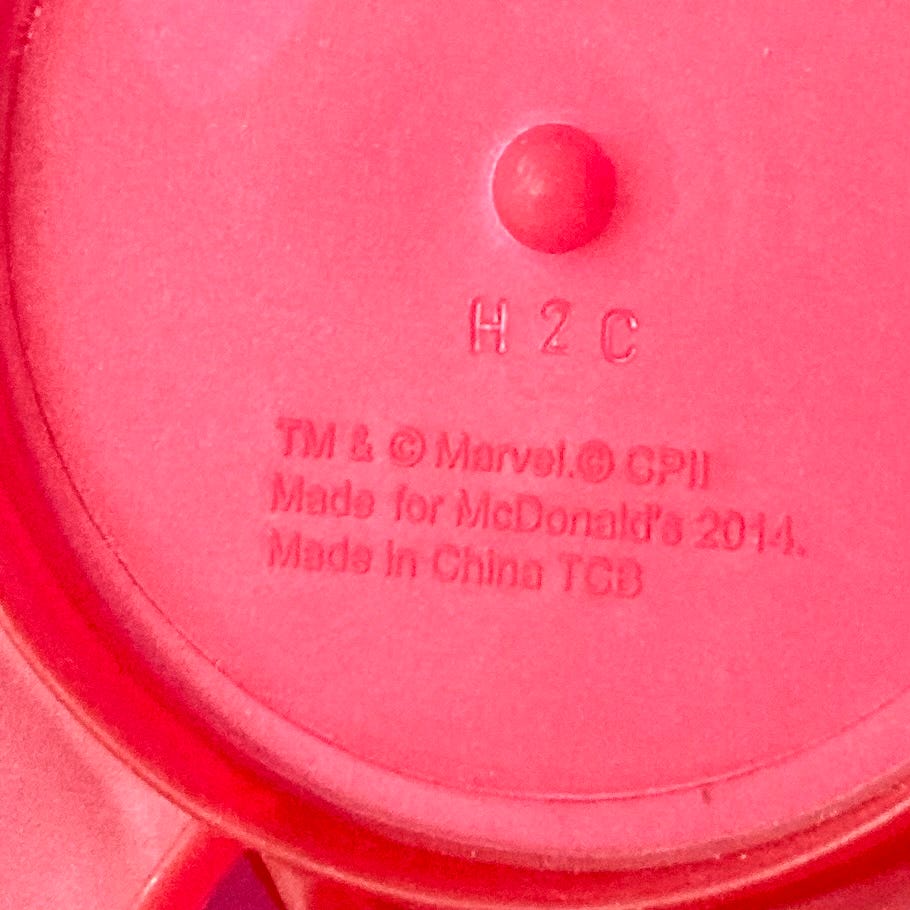 H 2 C
TM & © Marvel.© CPII
Made for McDonald's 2014.
Made in China TCB